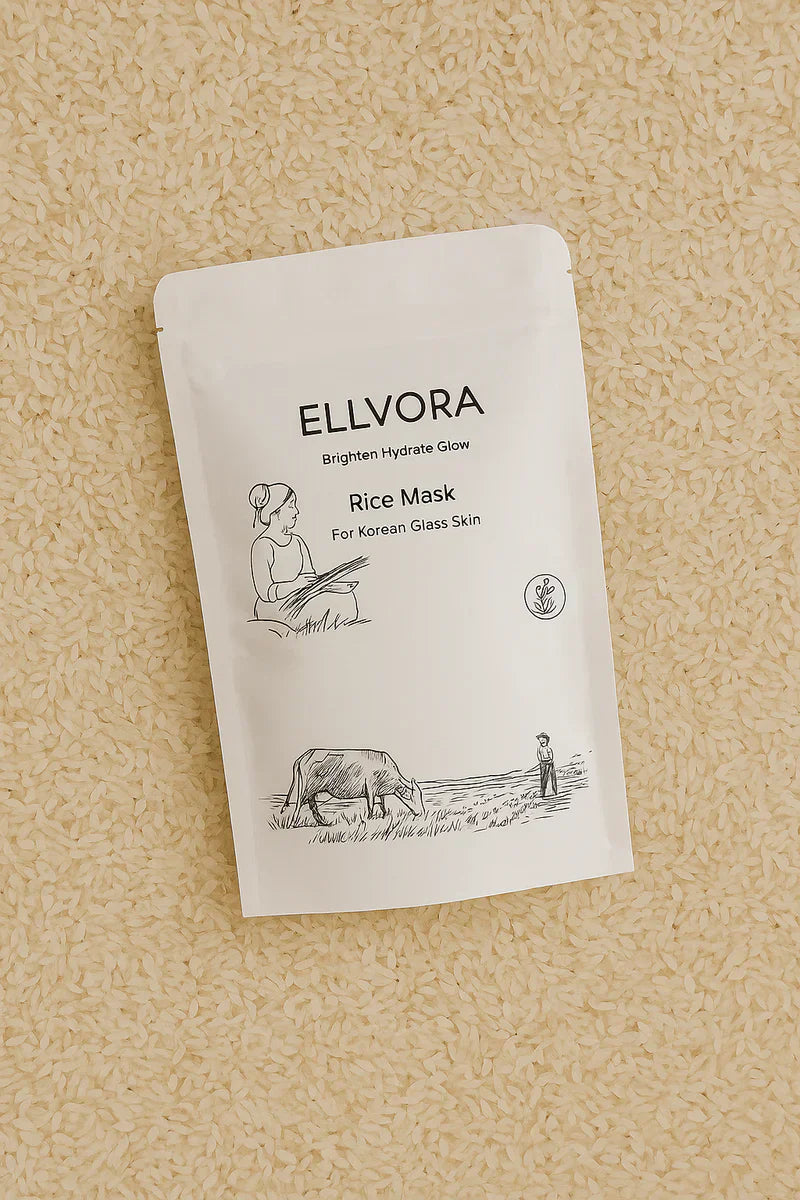 ELLVORA
Brighten Hydrate Glow
Rice Mask
For Korean Glass Skin